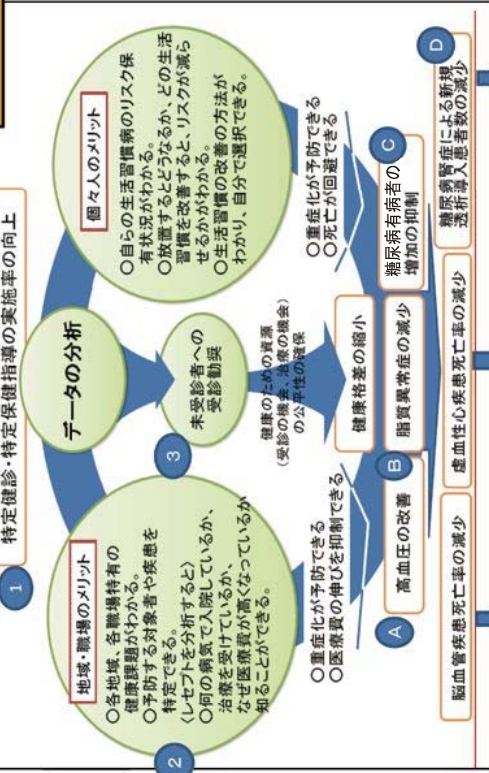 1
特定健診・特定保健指導の実施率の向上
データの分析
2
地域・職場のメリット
○各地域、各職場特有の
健康課題がわかる。
○予防する対象者や疾患を
特定できる。
〈レセプトを分析すると〉
○何の病気で入院しているか、
治療を受けているか、
なぜ医療費が高くなっているか
知ることができる。
3
未受診者への
受診勧奨
個々人のメリット
○自らの生活習慣病のリスク保
有状況がわかる。
○放置するとどうなるか、どの生活
習慣を改善すると、リスクが減ら
せるかがわかる。
○生活習慣の改善の方法が
わかり、自分で選択できる。
○重症化が予防できる
○医療費の伸びを抑制できる
健康のための資源
(受診の機会、治療の機会)
の公平性の確保
○重症化が予防できる
○死亡が回避できる
健康格差の縮小
A
高血圧の改善
B
脂質異常症の減少
C
糖尿病有病者の
増加の抑制
D
脳血管疾患死亡率の減少
虚血性心疾患死亡率の減少
糖尿病腎症による新規
透析導入患者数の減少